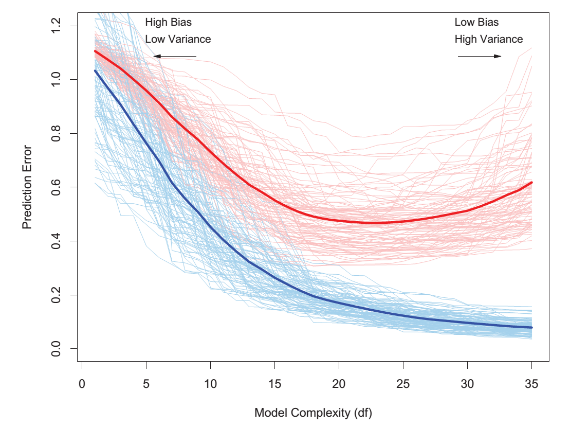 High Bias
Low Variance
Low Bias
High Variance
1.2
1.0
0.8
0.6
0.4
0.2
0.0
Prediction Error
0 5 10 15 20 25 30 35
Model Complexity (df)